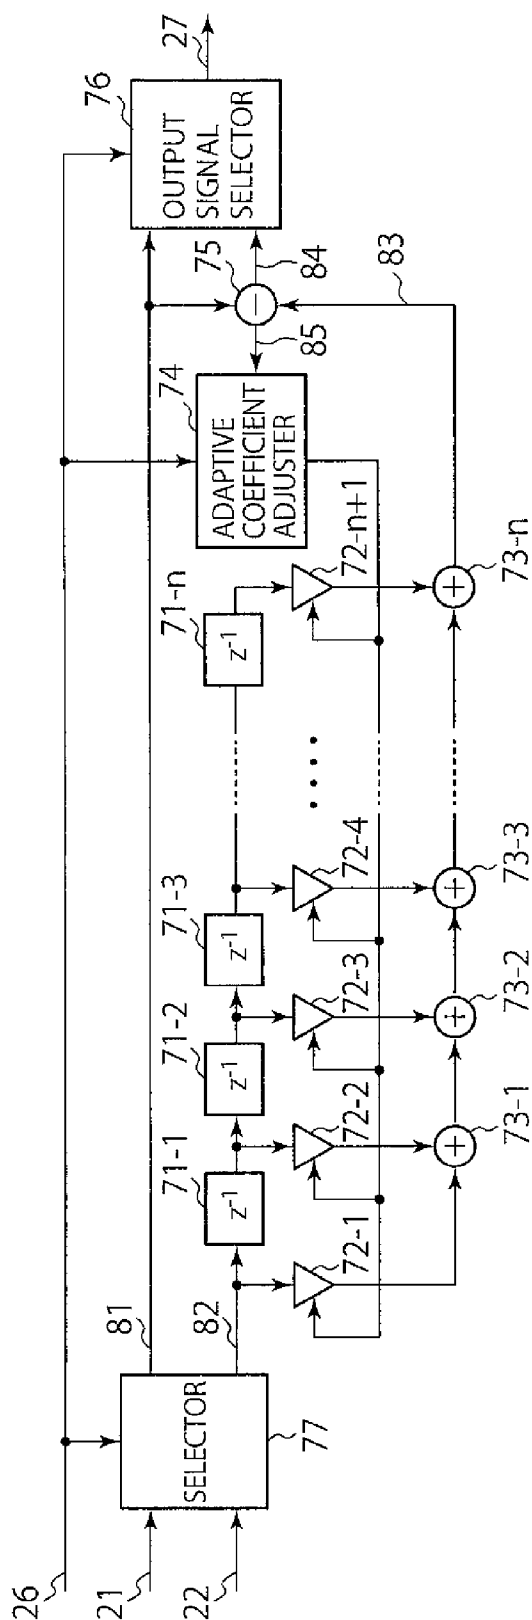 26
21
22
SELECTOR
77
81
82
71-1
71-2
71-3
71-n
z⁻¹
z⁻¹
z⁻¹
z⁻¹
72-1
72-2
72-3
72-4
72-n+1
73-1
73-2
73-3
73-n
+
+
+
+
74
ADAPTIVE
COEFFICIENT
ADJUSTER
85
75
−
84
83
76
OUTPUT
SIGNAL
SELECTOR
27